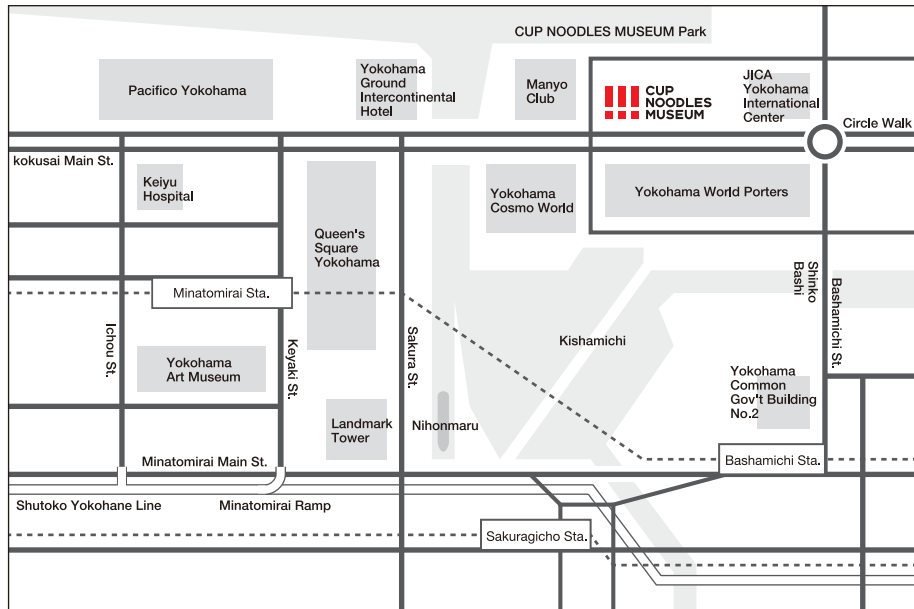 CUP NOODLES MUSEUM Park
Pacifico Yokohama
Yokohama
Ground
Intercontinental
Hotel
Manyo
Club
CUP
NOODLES
MUSEUM
JICA
Yokohama
International
Center
Circle Walk
kokusai Main St.
Keiyu
Hospital
Yokohama
Cosmo World
Yokohama World Porters
Queen's
Square
Yokohama
Minatomirai Sta.
Shinko
Bashi
Bashamichi St.
Ichou St.
Keyaki St.
Sakura St.
Kishamichi
Yokohama
Art Museum
Yokohama
Common
Gov't Building
No.2
Landmark
Tower
Nihonmaru
Minatomirai Main St.
Bashamichi Sta.
Shutoko Yokohane Line
Minatomirai Ramp
Sakuragicho Sta.